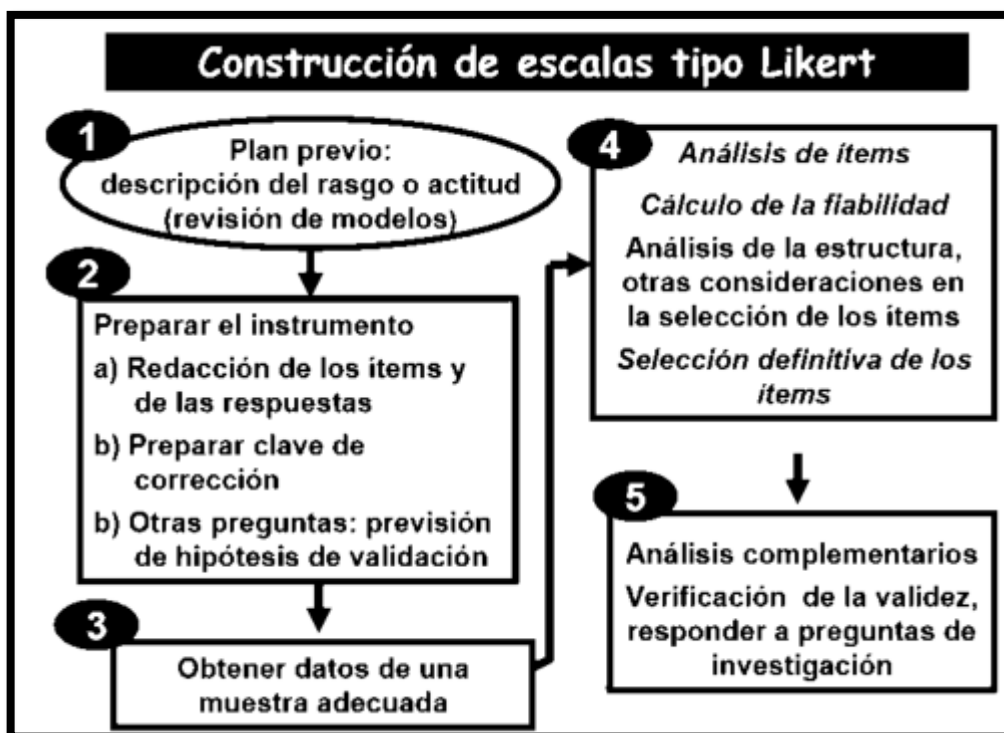 Construcción de escalas tipo Likert
1
Plan previo:
descripción del rasgo o actitud
(revisión de modelos)
2
Preparar el instrumento
a) Redacción de los ítems y
de las respuestas
b) Preparar clave de
corrección
b) Otras preguntas: previsión
de hipótesis de validación
3
Obtener datos de una
muestra adecuada
4
Análisis de ítems
Cálculo de la fiabilidad
Análisis de la estructura,
otras consideraciones en
la selección de los ítems
Selección definitiva de los
ítems
5
Análisis complementarios
Verificación de la validez,
responder a preguntas de
investigación